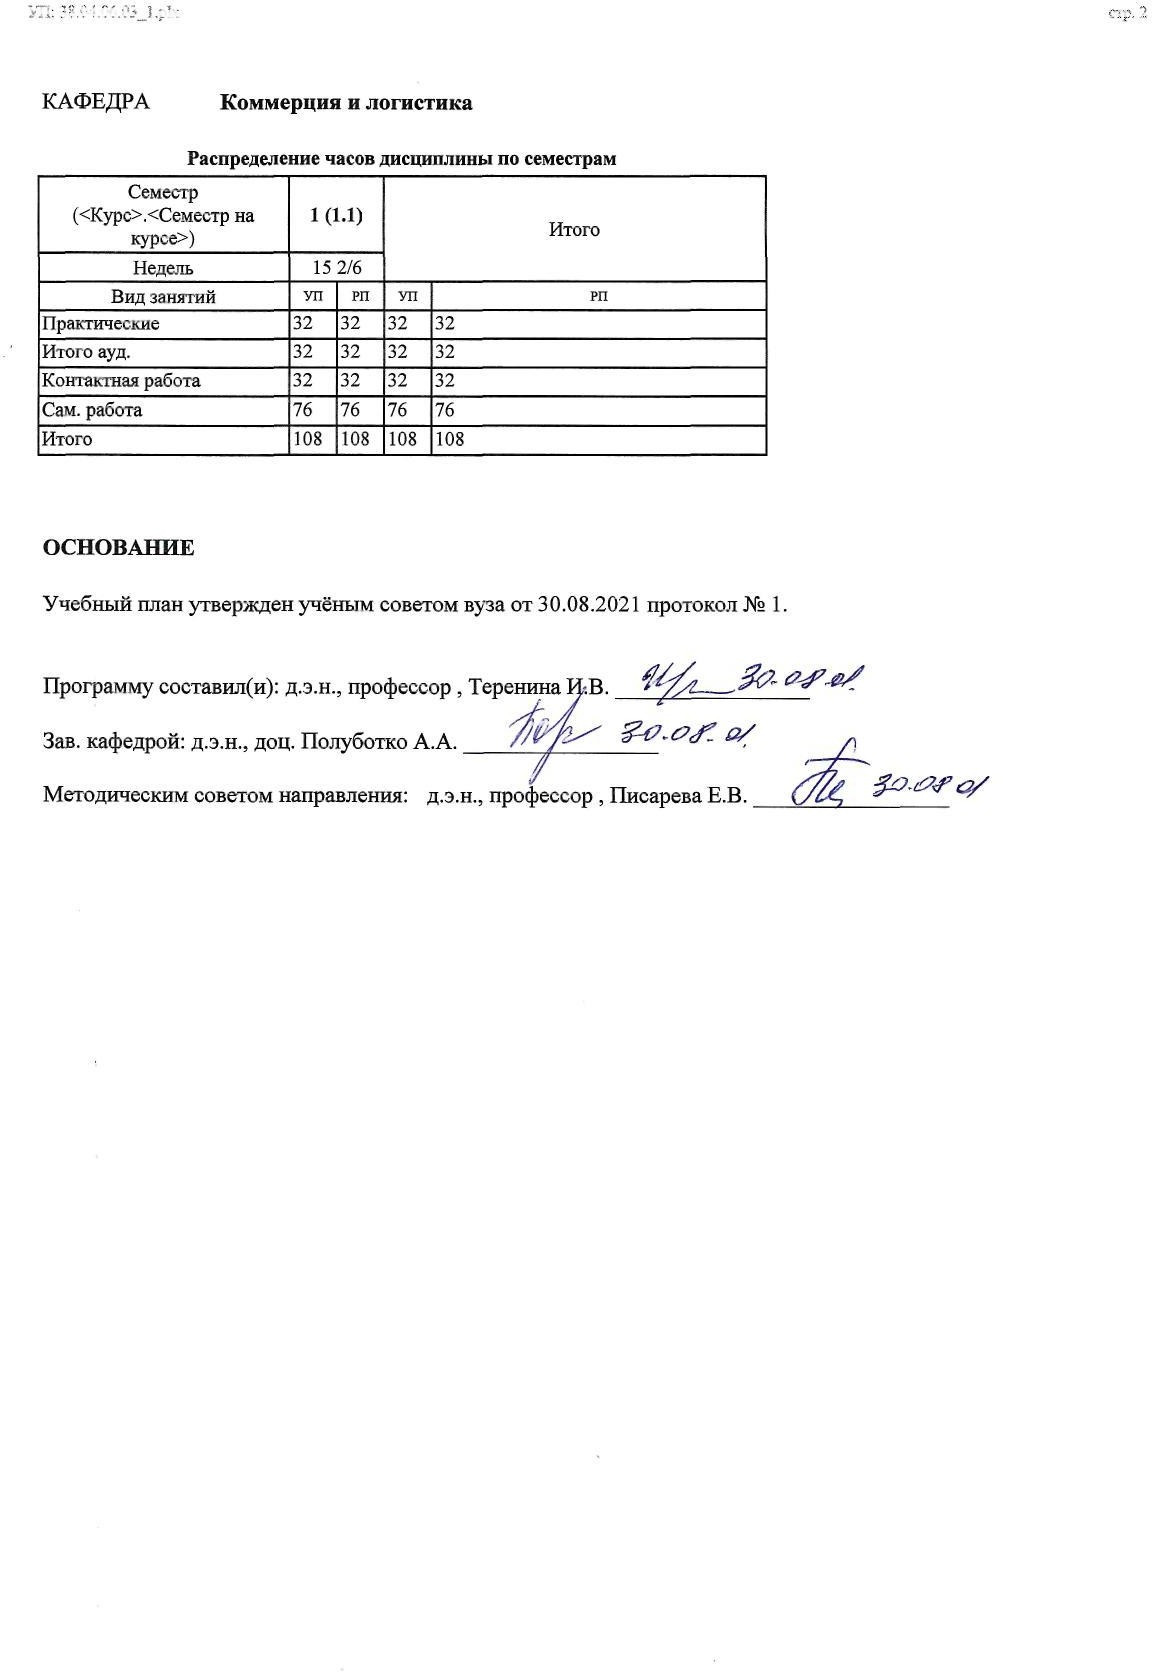 стр. 2
КАФЕДРА Коммерция и логистика
Распределение часов дисциплины по семестрам
Семестр
(<Курс>.<Семестр на
курсе>)
1 (1.1)
Итого
Недель 15 2/6
Вид занятий УП РП УП РП
Практические 32 32 32 32
Итого ауд. 32 32 32 32
Контактная работа 32 32 32 32
Сам. работа 76 76 76 76
Итого 108 108 108 108
ОСНОВАНИЕ
Учебный план утвержден учёным советом вуза от 30.08.2021 протокол № 1.
Программу составил(и): д.э.н., профессор , Теренина И.В. 30.08.
Зав. кафедрой: д.э.н., доц. Полуботко А.А. 30.08.
Методическим советом направления: д.э.н., профессор , Писарева Е.В. 30.08